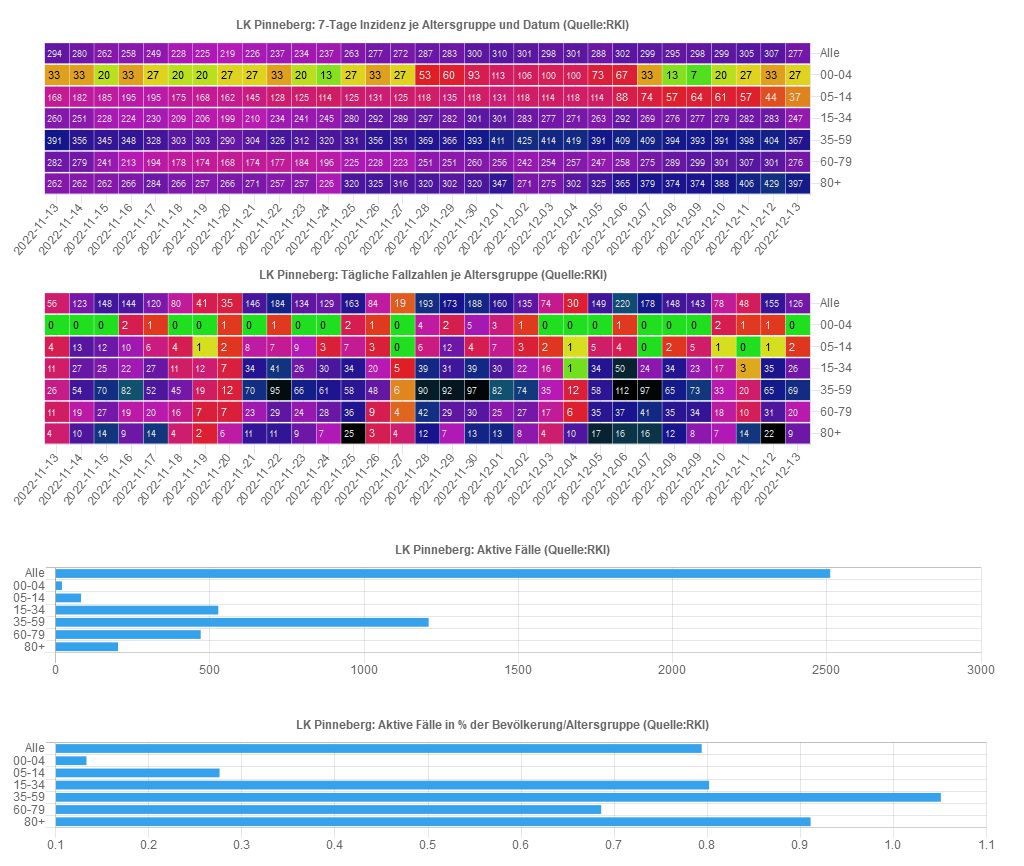 LK Pinneberg: 7-Tage Inzidenz je Altersgruppe und Datum (Quelle:RKI)
294 280 262 258 249 228 225 219 226 237 234 237 263 277 272 287 283 300 310 301 298 301 288 302 299 295 298 299 305 307 277 Alle
33 33 20 33 27 20 20 27 27 33 20 13 27 33 27 53 60 93 113 106 100 100 73 67 33 13 7 20 27 33 27 00-04
168 182 185 195 195 175 168 162 145 128 125 114 125 131 125 118 135 118 131 118 114 118 114 88 74 57 64 61 57 44 37 05-14
260 251 228 224 230 209 206 199 210 234 241 245 280 292 289 297 282 301 301 283 277 271 263 292 269 276 277 279 282 283 247 15-34
391 356 345 348 328 303 303 290 304 326 312 320 331 356 351 369 366 393 411 425 414 419 391 409 409 394 393 391 398 404 367 35-59
282 279 241 213 194 178 174 168 174 177 184 196 225 228 223 251 251 260 256 242 254 257 247 258 275 289 299 301 307 301 276 60-79
262 262 262 266 284 266 257 266 271 257 257 226 320 325 316 320 302 320 347 271 275 302 325 365 379 374 374 388 406 429 397 80+
2022-11-13 2022-11-14 2022-11-15 2022-11-16 2022-11-17 2022-11-18 2022-11-19 2022-11-20 2022-11-21 2022-11-22 2022-11-23 2022-11-24 2022-11-25 2022-11-26 2022-11-27 2022-11-28 2022-11-29 2022-11-30 2022-12-01 2022-12-02 2022-12-03 2022-12-04 2022-12-05 2022-12-06 2022-12-07 2022-12-08 2022-12-09 2022-12-10 2022-12-11 2022-12-12 2022-12-13
LK Pinneberg: Tägliche Fallzahlen je Altersgruppe (Quelle:RKI)
56 123 148 144 120 80 41 35 146 184 134 129 163 84 19 193 173 188 160 135 74 30 149 220 178 148 143 78 48 155 126 Alle
0 0 0 2 1 0 0 1 0 1 0 0 2 1 0 4 2 5 3 1 0 0 0 1 0 0 0 2 1 1 0 00-04
4 13 12 10 6 4 1 2 8 7 9 3 7 3 0 6 12 4 7 3 2 1 5 4 0 2 5 1 0 1 2 05-14
11 27 25 22 27 11 12 7 34 41 26 30 34 20 5 39 31 39 30 22 16 1 34 50 24 34 23 17 3 35 26 15-34
26 54 70 82 52 45 19 12 70 95 66 61 58 48 6 90 92 97 82 74 35 12 58 112 97 65 73 33 20 65 69 35-59
11 19 27 19 20 16 7 7 23 29 24 28 36 9 4 42 29 30 25 27 17 6 35 37 41 35 34 18 10 31 20 60-79
4 10 14 9 14 4 2 6 11 11 9 7 25 3 4 12 7 13 13 8 4 10 17 16 16 12 8 7 14 22 9 80+
2022-11-13 2022-11-14 2022-11-15 2022-11-16 2022-11-17 2022-11-18 2022-11-19 2022-11-20 2022-11-21 2022-11-22 2022-11-23 2022-11-24 2022-11-25 2022-11-26 2022-11-27 2022-11-28 2022-11-29 2022-11-30 2022-12-01 2022-12-02 2022-12-03 2022-12-04 2022-12-05 2022-12-06 2022-12-07 2022-12-08 2022-12-09 2022-12-10 2022-12-11 2022-12-12 2022-12-13
LK Pinneberg: Aktive Fälle (Quelle:RKI)
Alle
00-04
05-14
15-34
35-59
60-79
80+
0 500 1000 1500 2000 2500 3000
LK Pinneberg: Aktive Fälle in % der Bevölkerung/Altersgruppe (Quelle:RKI)
Alle
00-04
05-14
15-34
35-59
60-79
80+
0.1 0.2 0.3 0.4 0.5 0.6 0.7 0.8 0.9 1.0 1.1